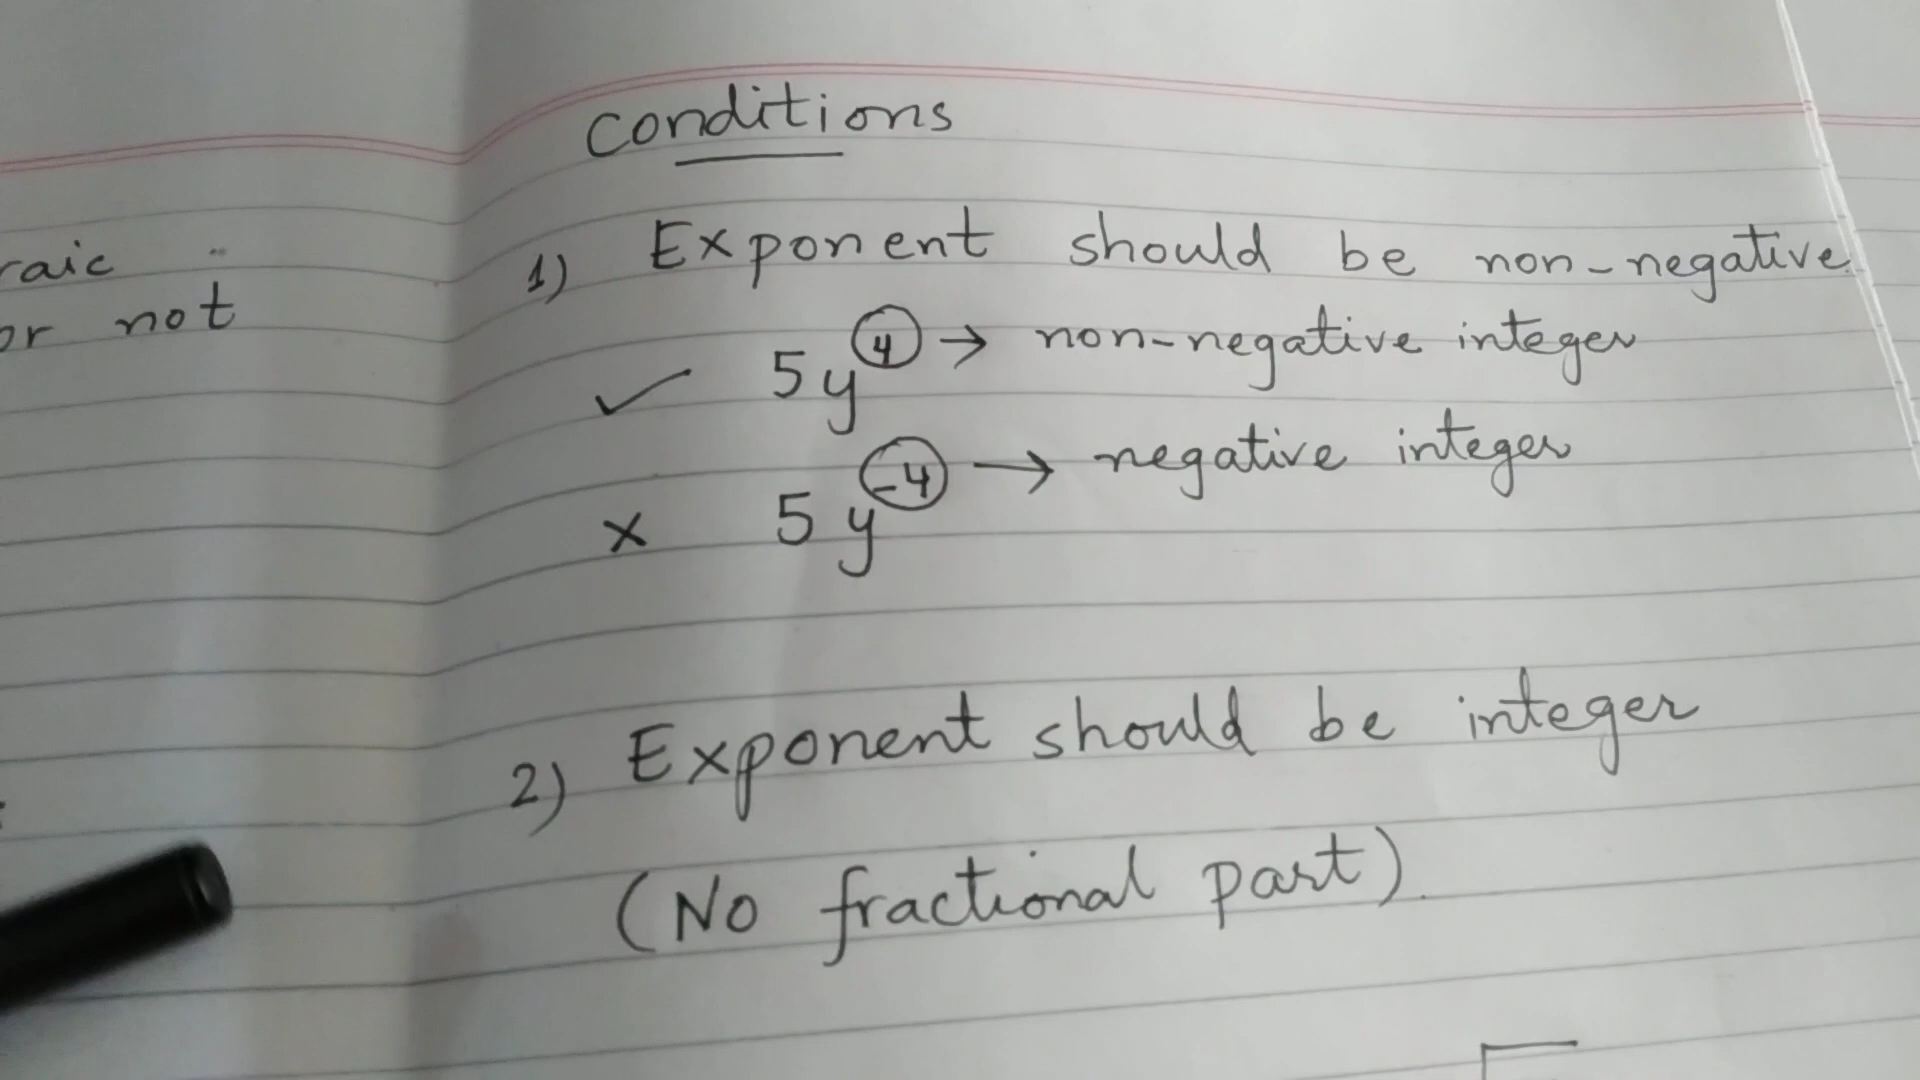 Conditions
raic
or not
1) Exponent should be non-negative
✓ 5y⁴ → non-negative integer
× 5y⁻⁴ → negative integer
2) Exponent should be integer
(No fractional part).